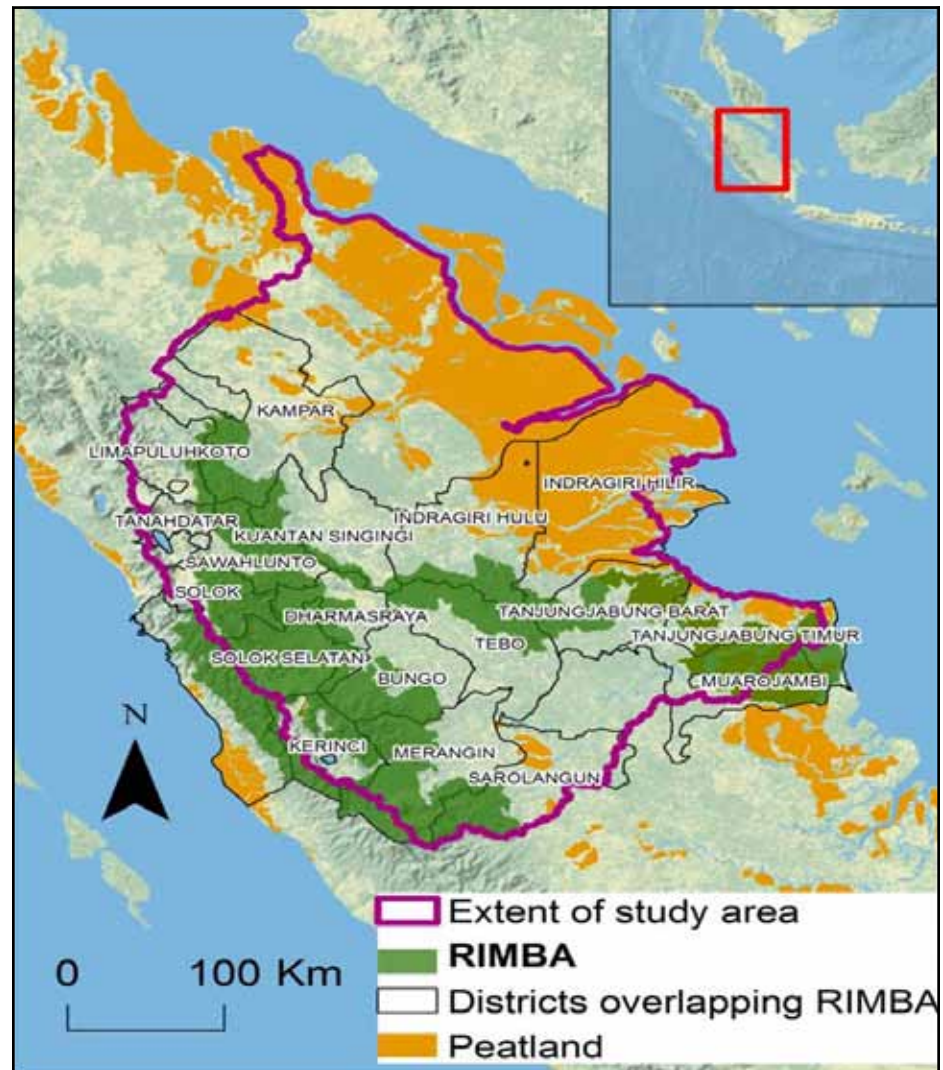 KAMPAR
LIMAPULUHKOTO
INDRAGIRI HILIR
TANAHDATAR
INDRAGIRI HULU
KUANTAN SINGINGI
SAWAHLUNTO
SOLOK
DHARMASRAYA
TANJUNGJABUNG BARAT
TEBO
TANJUNGJABUNG TIMUR
SOLOK SELATAN
BUNGO
MUAROJAMBI
N
KERINCI
MERANGIN
SAROLANGUN
Extent of study area
RIMBA
Districts overlapping RIMBA
Peatland
0 100 Km